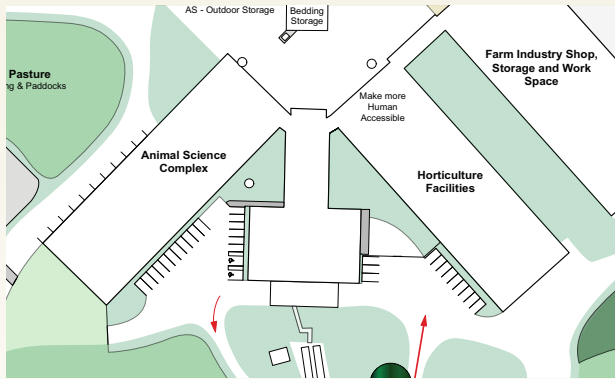 AS - Outdoor Storage
Bedding
Storage
Farm Industry Shop,
Storage and Work
Space
Pasture
ng & Paddocks
Make more
Human
Accessible
Animal Science
Complex
Horticulture
Facilities